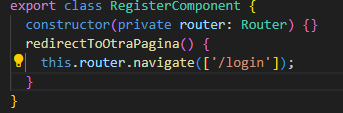 export class RegisterComponent {
constructor(private router: Router) {}
redirectToOtraPagina() {
this.router.navigate(['/login']);
}
}